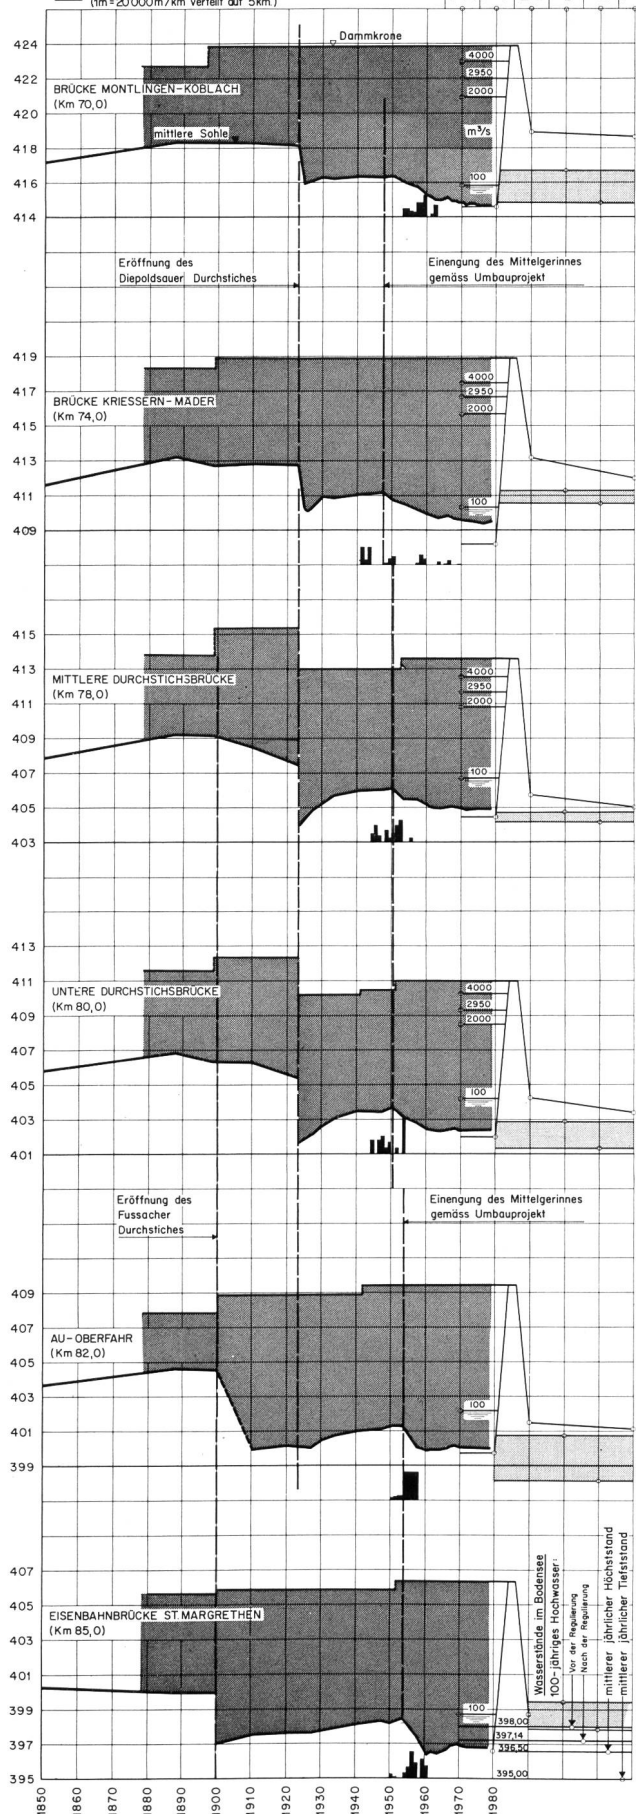 (1m=20000m³/km verteilt auf 5km.)
424
Dammkrone
4000
422
2950
BRÜCKE MONTLINGEN-KOBLACH
2000
(Km 70,0)
420
mittlere Sohle
m³/s
418
100
416
414
Eröffnung des
Diepoldsauer Durchstiches
Einengung des Mittelgerinnes
gemäss Umbauprojekt
419
4000
417
2950
BRÜCKE KRIESSERN-MÄDER
2000
(Km 74,0)
415
413
411
100
409
415
413
4000
MITTLERE DURCHSTICHSBRÜCKE
2950
(Km 78,0)
2000
411
409
407
100
405
403
413
411
4000
UNTERE DURCHSTICHSBRÜCKE
2950
(Km 80,0)
2000
409
407
405
100
403
401
Eröffnung des
Fussacher
Durchstiches
Einengung des Mittelgerinnes
gemäss Umbauprojekt
409
407
AU-OBERFAHR
(Km 82,0)
405
403
100
401
399
407
405
EISENBAHNBRÜCKE ST. MARGRETHEN
(Km 85,0)
403
401
399
100
397
395
Wasserstände im Bodensee
100-jähriges Hochwasser:
Vor der Regulierung
Nach der Regulierung
mittlerer jährlicher Höchststand
mittlerer jährlicher Tiefststand
398,00
397,14
396,50
395,00
1850
1860
1870
1880
1890
1900
1910
1920
1930
1940
1950
1960
1970
1980